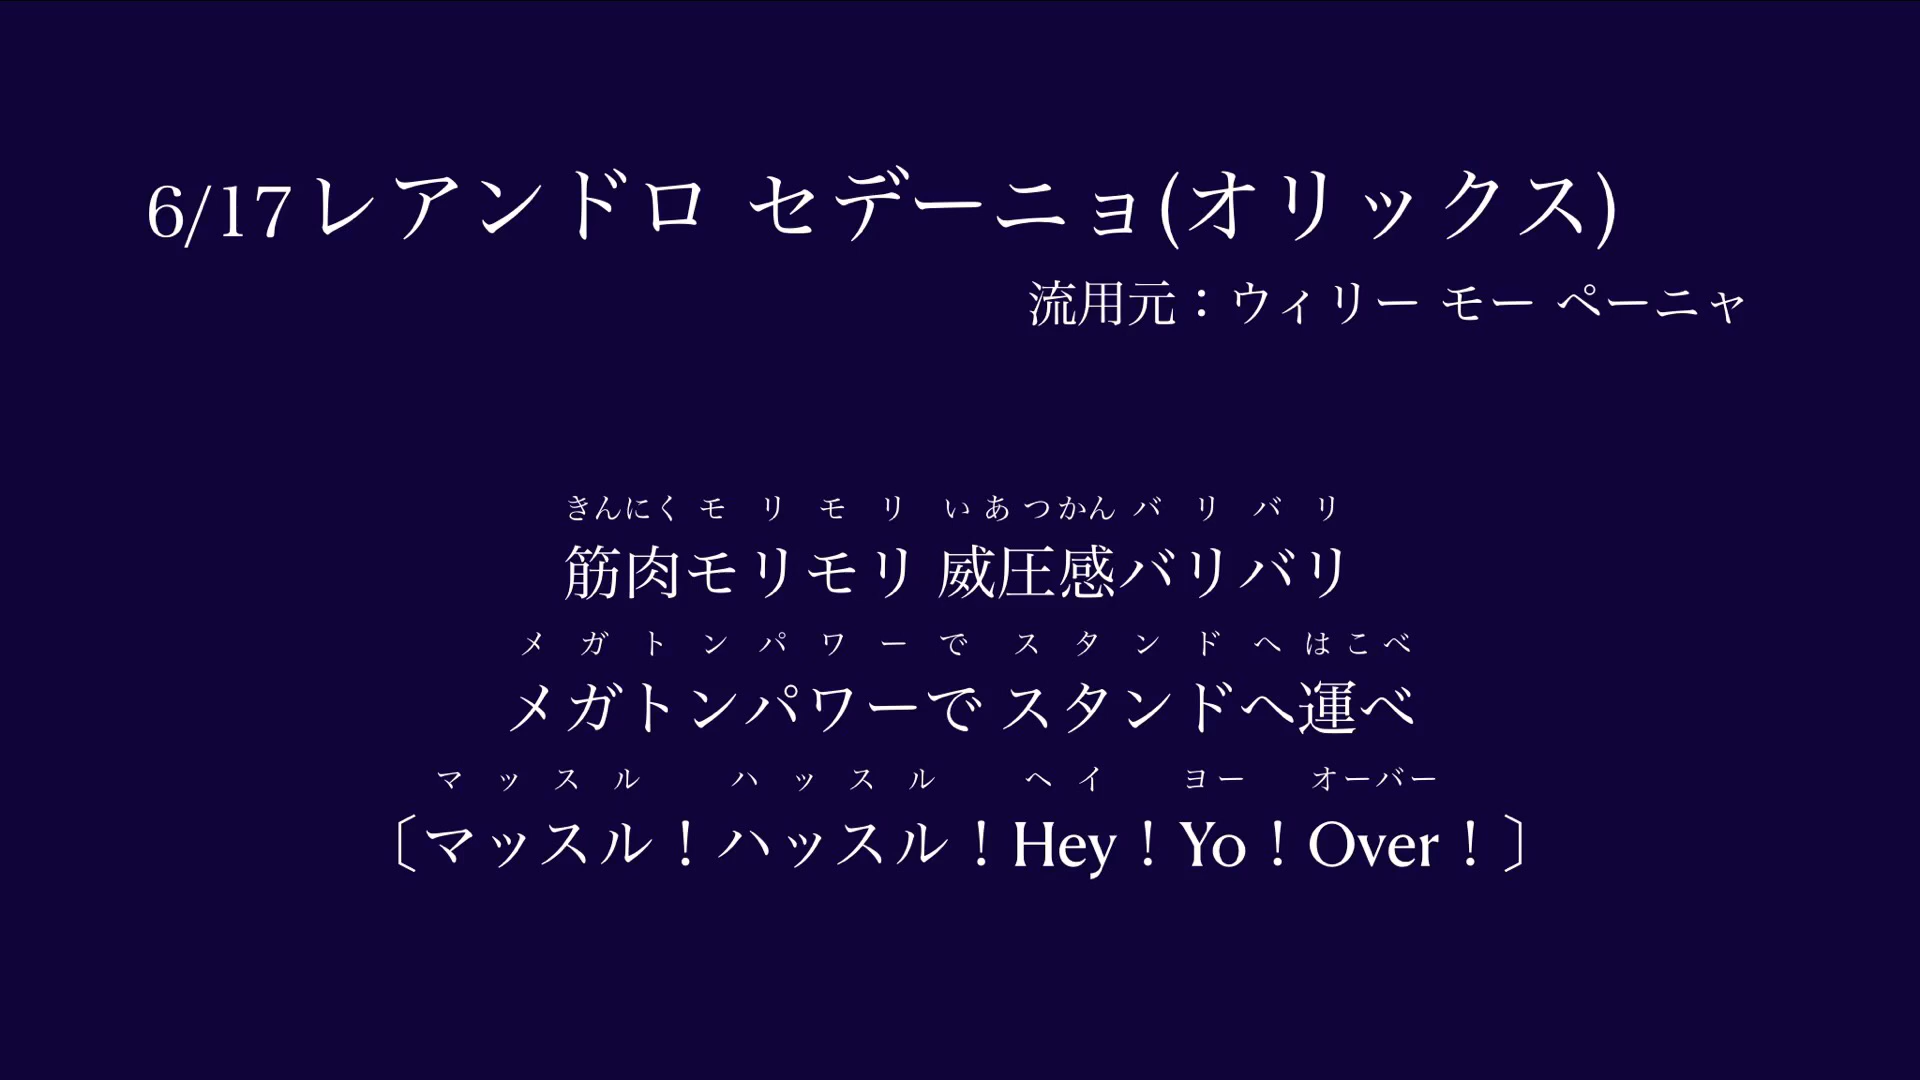 6/17レアンドロ セデーニョ(オリックス)
流用元：ウィリー モー ペーニャ
きんにくモリモリ いあつかんバリバリ
筋肉モリモリ 威圧感バリバリ
メガトンパワーで スタンドへはこべ
メガトンパワーで スタンドへ運べ
マッスル ハッスル ヘイ ヨー オーバー
〔マッスル！ハッスル！Hey！Yo！Over！〕